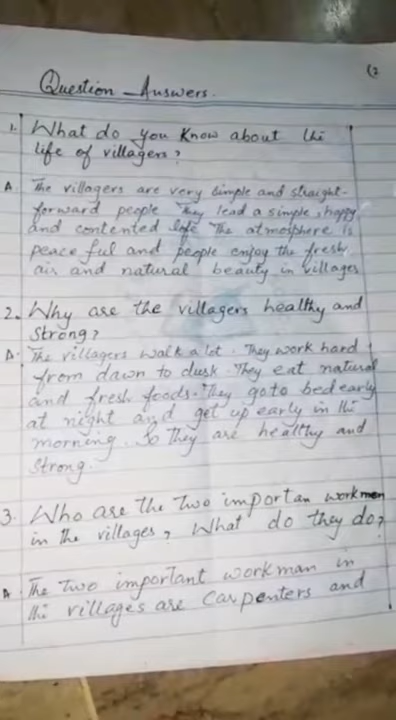 Question - Answers.
1. What do you Know about the
life of villagers?
A. The villagers are very simple and straight-
forward people They lead a simple, happy
and contented life The atmosphere is
peace ful and people enjoy the fresh
air and natural beauty in villages
2. Why are the villagers healthy and
Strong?
A. The villagers walk a lot. They work hard
from dawn to dusk. They eat natural
and fresh foods. They go to bed early
at night and get up early in the
morning. So they are healthy and
Strong.
3. Who are the two importan workmen
in the villages, What do they do?
A. The two important workman in
the villages are Carpenters and